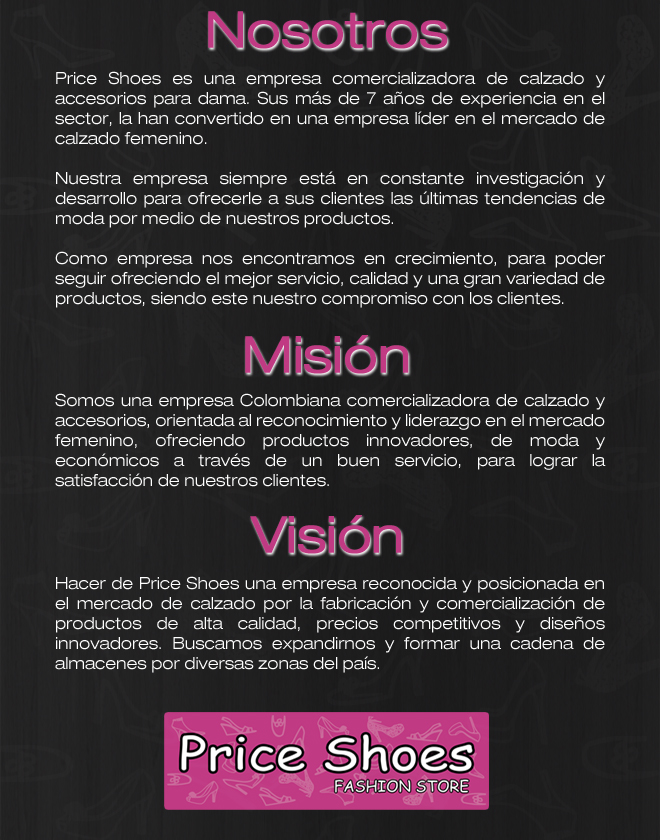 Nosotros
Price Shoes es una empresa comercializadora de calzado y
accesorios para dama. Sus más de 7 años de experiencia en el
sector, la han convertido en una empresa líder en el mercado de
calzado femenino.
Nuestra empresa siempre está en constante investigación y
desarrollo para ofrecerle a sus clientes las últimas tendencias de
moda por medio de nuestros productos.
Como empresa nos encontramos en crecimiento, para poder
seguir ofreciendo el mejor servicio, calidad y una gran variedad de
productos, siendo este nuestro compromiso con los clientes.
Misión
Somos una empresa Colombiana comercializadora de calzado y
accesorios, orientada al reconocimiento y liderazgo en el mercado
femenino, ofreciendo productos innovadores, de moda y
económicos a través de un buen servicio, para lograr la
satisfacción de nuestros clientes.
Visión
Hacer de Price Shoes una empresa reconocida y posicionada en
el mercado de calzado por la fabricación y comercialización de
productos de alta calidad, precios competitivos y diseños
innovadores. Buscamos expandirnos y formar una cadena de
almacenes por diversas zonas del país.
Price Shoes
FASHION STORE